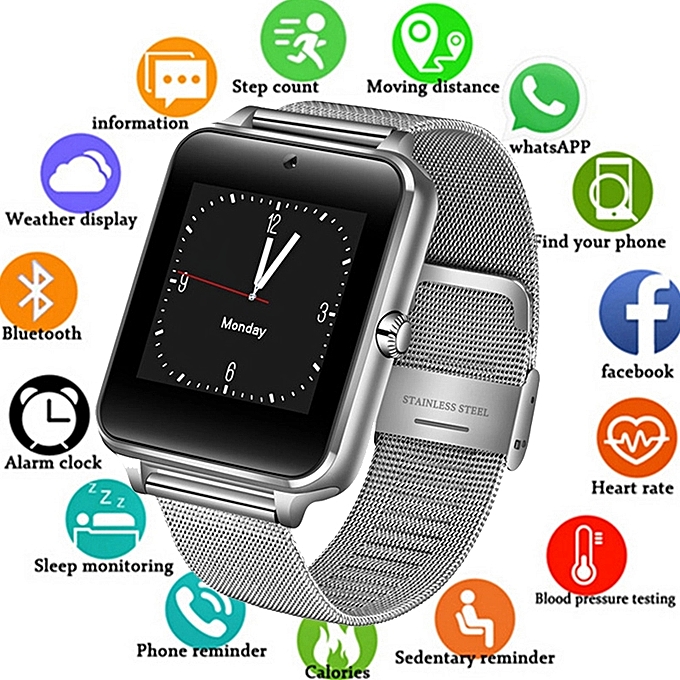 Step count
Moving distance
information
whatsAPP
Weather display
Find your phone
12
9
3
Monday
6
Bluetooth
facebook
STAINLESS STEEL
Alarm clock
Heart rate
z Z Z
Sleep monitoring
Blood pressure testing
Phone reminder
Sedentary reminder
Calories